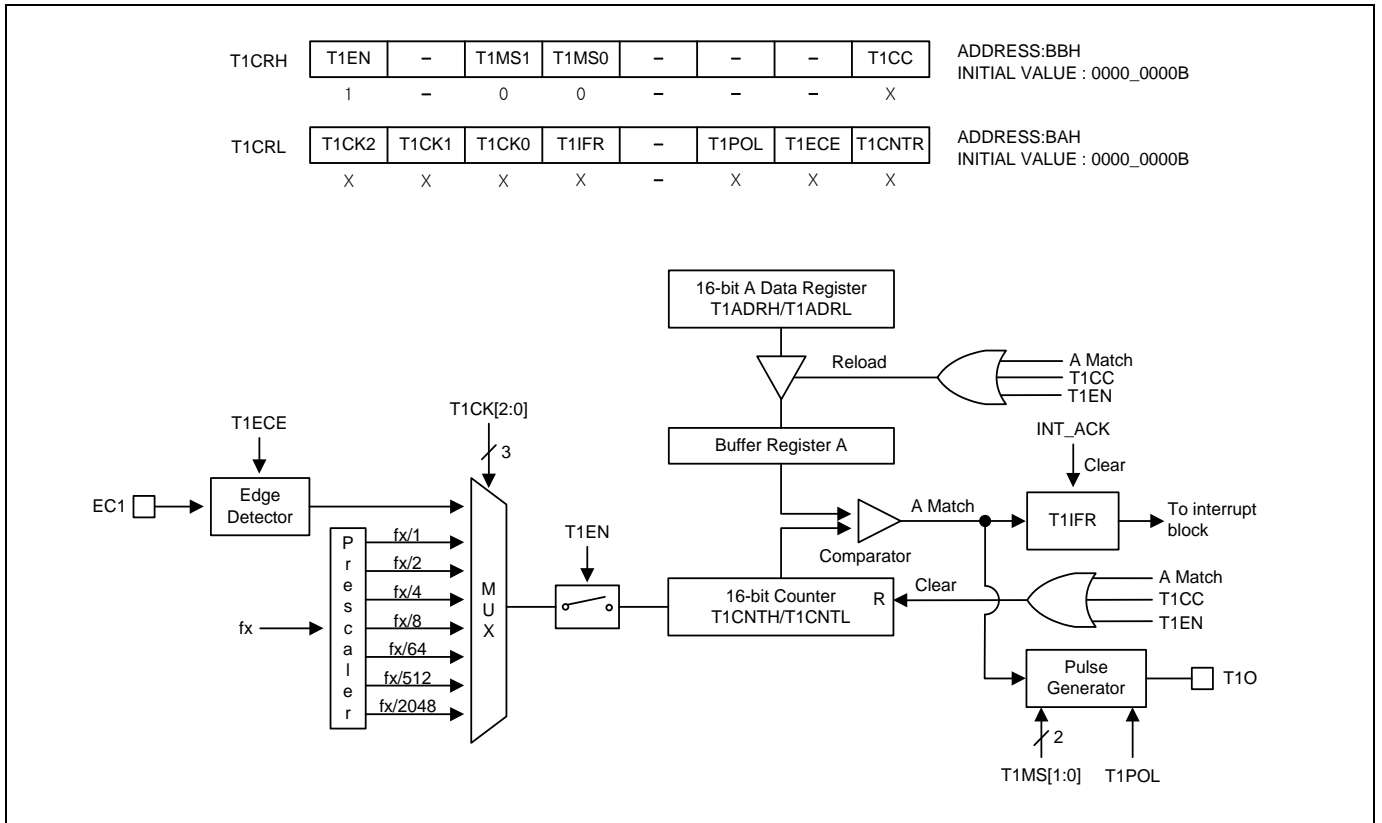 T1CRH T1EN – T1MS1 T1MS0 – – – T1CC ADDRESS:BBH
INITIAL VALUE : 0000_0000B
1 – 0 0 – – – X
T1CRL T1CK2 T1CK1 T1CK0 T1IFR – T1POL T1ECE T1CNTR ADDRESS:BAH
INITIAL VALUE : 0000_0000B
X X X X – X X X
16-bit A Data Register
T1ADRH/T1ADRL
Reload
A Match
T1CC
T1EN
T1CK[2:0]
3
T1ECE
Buffer Register A
INT_ACK
Clear
EC1
Edge
Detector
A Match
T1IFR
To interrupt
block
Comparator
T1EN
Prescaler
fx
fx/1
fx/2
fx/4
fx/8
fx/64
fx/512
fx/2048
MUX
16-bit Counter
T1CNTH/T1CNTL
R
Clear
A Match
T1CC
T1EN
Pulse
Generator
T1O
2
T1MS[1:0]
T1POL